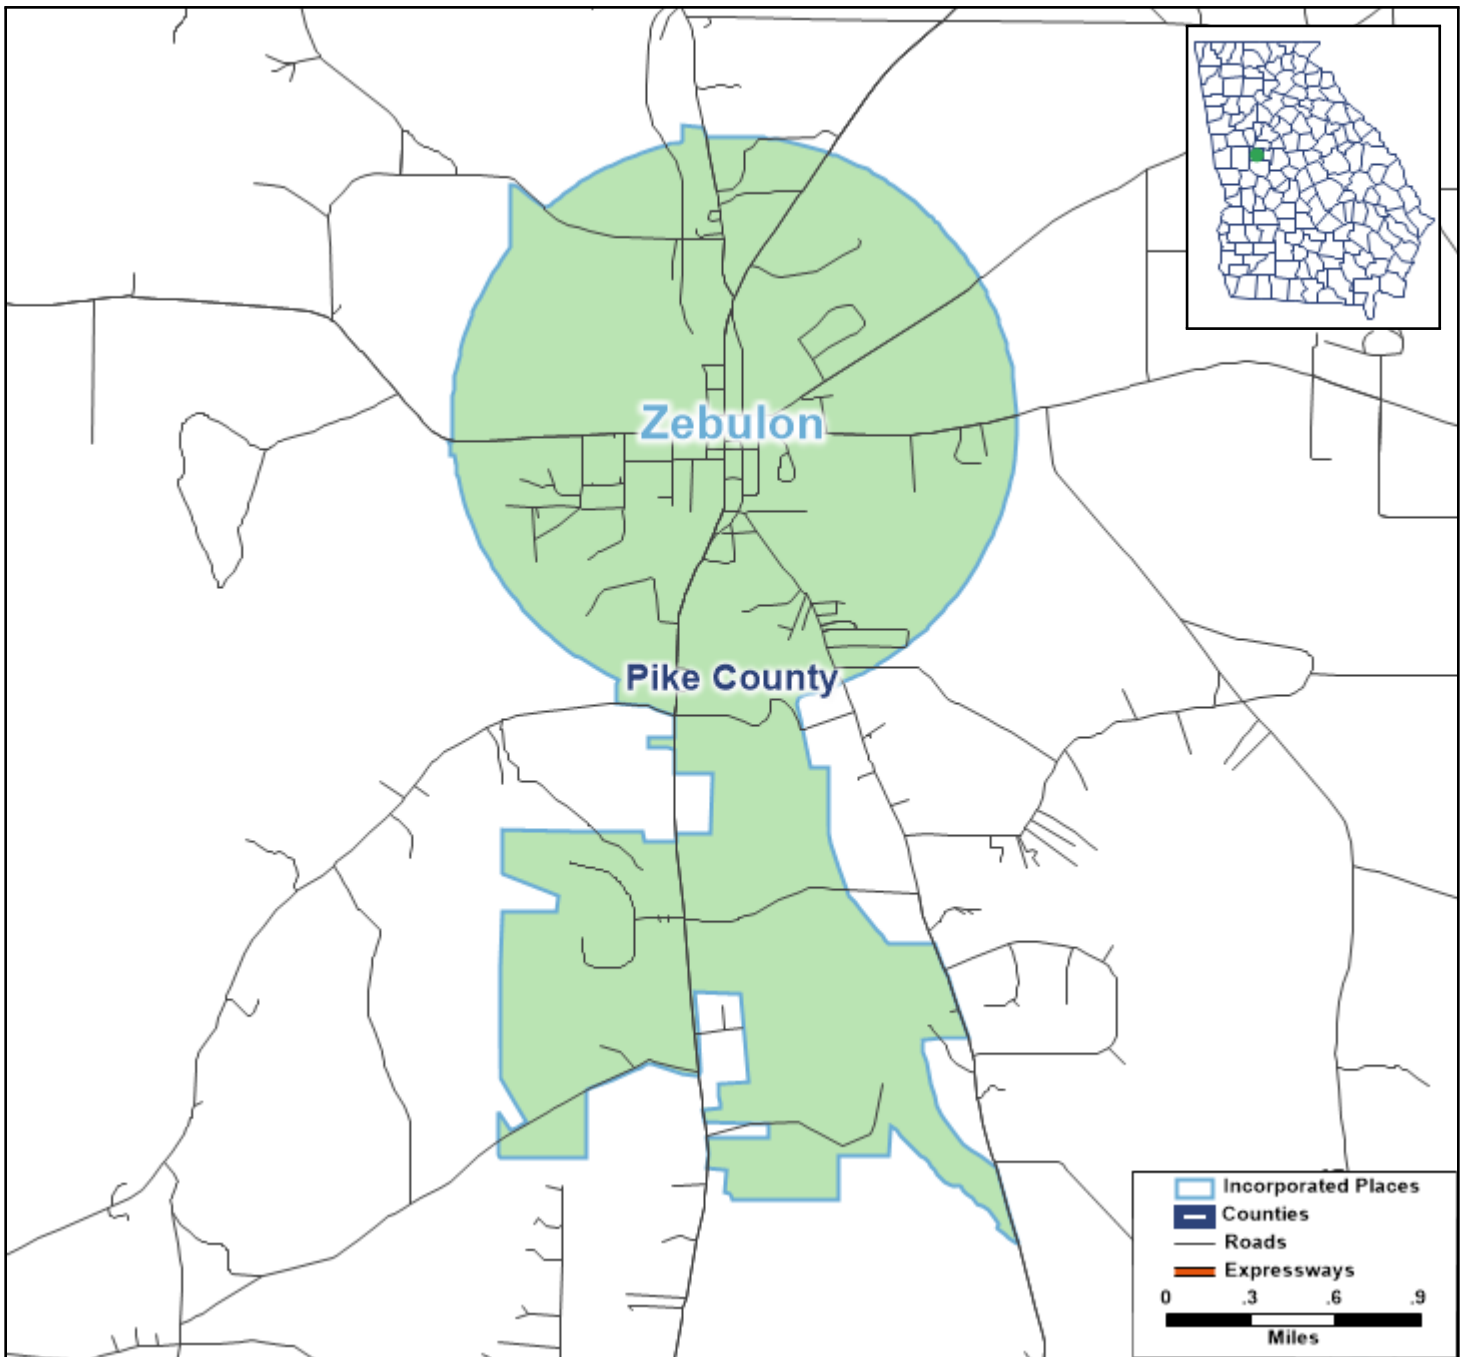 Zebulon
Pike County
Incorporated Places
Counties
Roads
Expressways
0 .3 .6 .9
Miles